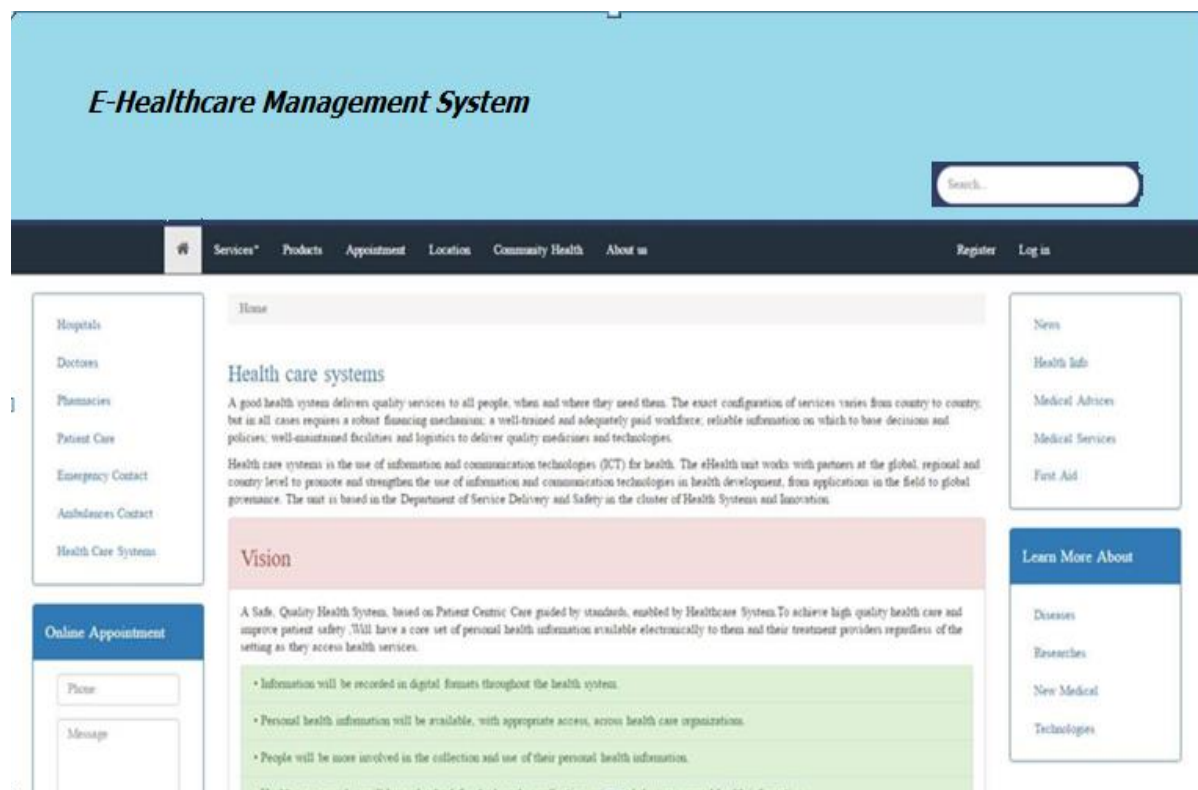 E-Healthcare Management System
Search...
Services* Products Appointment Location Community Health About us Register Log in
Hospitals
Doctores
Pharmacies
Patient Care
Emergency Contact
Ambulances Contact
Health Care Systems
Online Appointment
Phone
Message
Home
Health care systems
A good health system delivers quality services to all people, when and where they need them. The exact configuration of services varies from country to country,
but in all cases requires a robust financing mechanism; a well-trained and adequately paid workforce; reliable information on which to base decisions and
policies; well-maintained facilities and logistics to deliver quality medicines and technologies.
Health care systems is the use of information and communication technologies (ICT) for health. The eHealth unit works with partners at the global, regional and
country level to promote and strengthen the use of information and communication technologies in health development, from applications in the field to global
governance. The unit is based in the Department of Service Delivery and Safety in the cluster of Health Systems and Innovation.
Vision
A Safe, Quality Health System, based on Patient Centric Care guided by standards, enabled by Healthcare System.To achieve high quality health care and
improve patient safety ,Will have a core set of personal health information available electronically to them and their treatment providers regardless of the
setting as they access health services.
• Information will be recorded in digital formats throughout the health system.
• Personal health information will be available, with appropriate access, across health care organizations.
• People will be more involved in the collection and use of their personal health information.
News
Health Info
Medical Advices
Medical Services
First Aid
Learn More About
Diseases
Researches
New Medical
Technologies